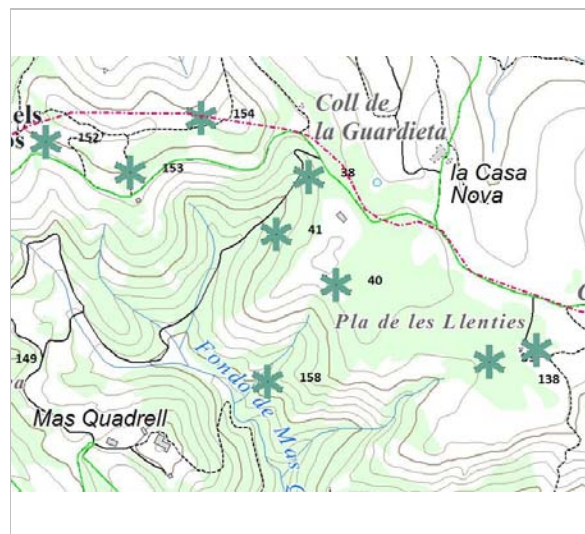 els
os
152
154
153
Coll de
la Guardieta
38
la Casa
Nova
41
40
Pla de les Llenties
138
149
158
Fondo de Mas
Mas Quadrell